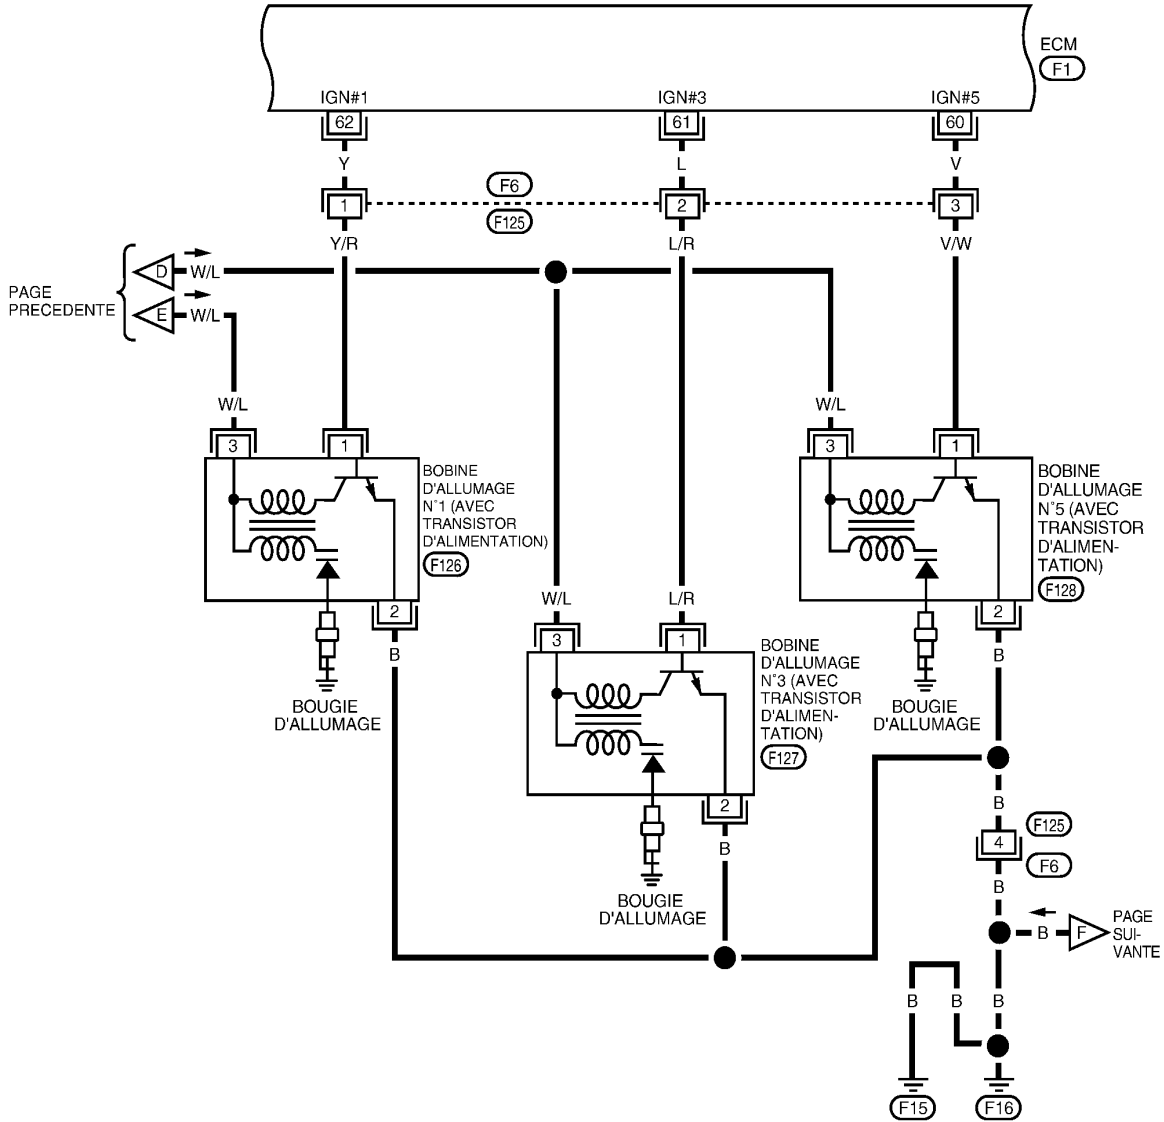 ECM
F1
IGN#1
IGN#3
IGN#5
62
61
60
Y
L
V
F6
1
2
3
F125
Y/R
L/R
V/W
PAGE
PRECEDENTE
D
W/L
E
W/L
W/L
W/L
3
1
3
1
BOBINE
D'ALLUMAGE
N°1 (AVEC
TRANSISTOR
D'ALIMENTATION)
F126
BOBINE
D'ALLUMAGE
N°5 (AVEC
TRANSISTOR
D'ALIMEN-
TATION)
F128
2
2
W/L
L/R
3
1
B
B
BOBINE
D'ALLUMAGE
N°3 (AVEC
TRANSISTOR
D'ALIMEN-
TATION)
F127
BOUGIE
D'ALLUMAGE
BOUGIE
D'ALLUMAGE
2
B
BOUGIE
D'ALLUMAGE
B
F125
4
F6
B
B
F
PAGE
SUI-
VANTE
B
B
B
F15
F16